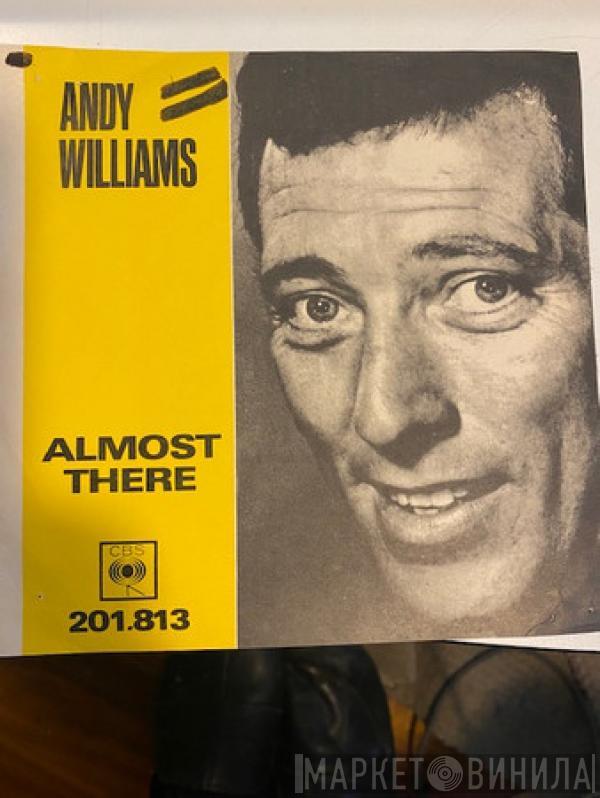 ANDY
WILLIAMS
ALMOST
THERE
CBS
201.813
МАРКЕТ ВИНИЛА